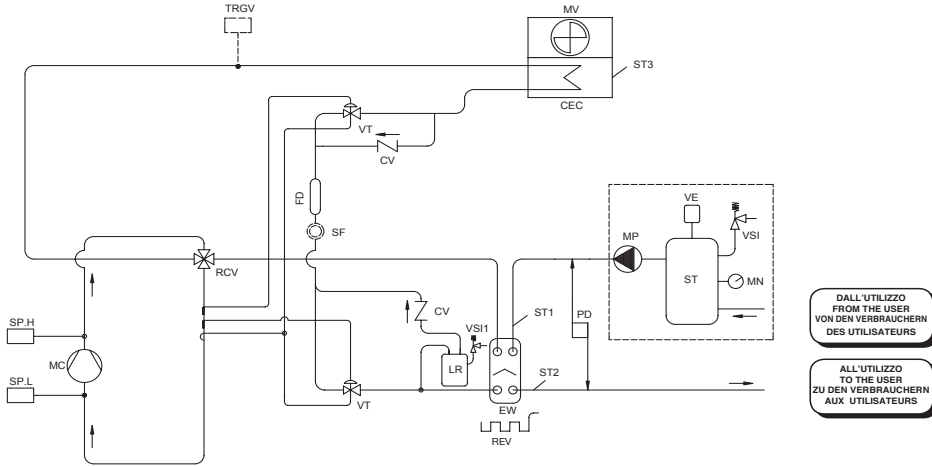 TRGV
MV
ST3
CEC
VT
CV
FD
SF
RCV
VE
VSI
MP
ST
MN
SP.H
MC
SP.L
CV
VSI1
LR
ST1
PD
ST2
VT
EW
REV
DALL'UTILIZZO
FROM THE USER
VON DEN VERBRAUCHERN
DES UTILISATEURS
ALL'UTILIZZO
TO THE USER
ZU DEN VERBRAUCHERN
AUX UTILISATEURS